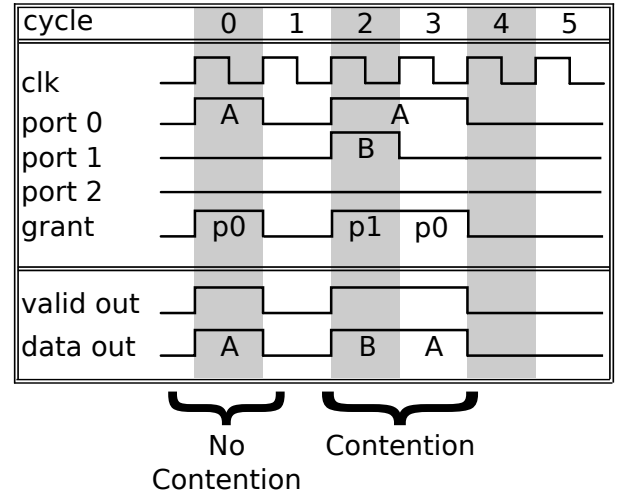 cycle 0 1 2 3 4 5
clk
port 0 A A
port 1 B
port 2
grant p0 p1 p0
valid out
data out A B A
No Contention
Contention